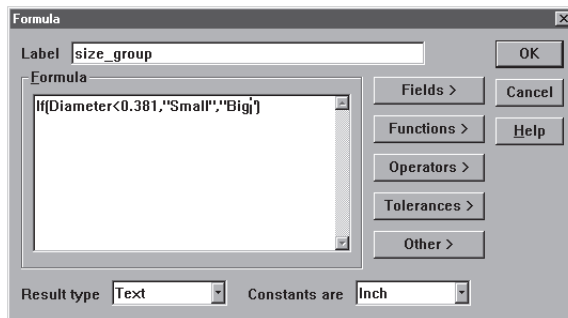 Formula
Label size_group OK
Formula
If(Diameter<0.381,"Small","Big")
Fields > Cancel
Functions > Help
Operators >
Tolerances >
Other >
Result type Text Constants are Inch